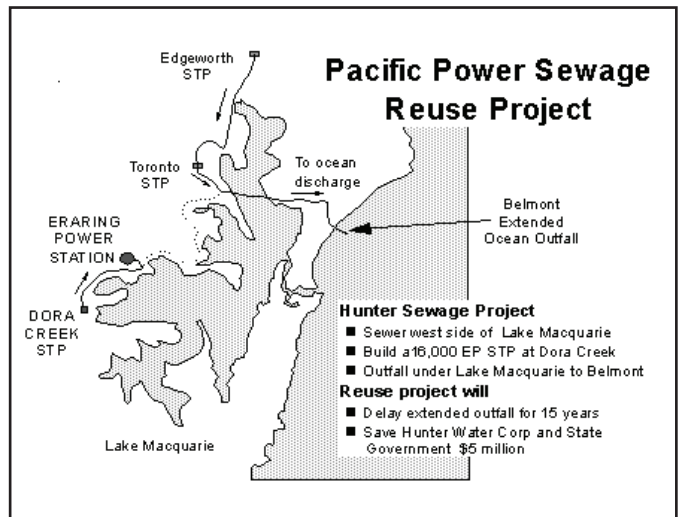 Pacific Power Sewage
Reuse Project
Edgeworth
STP
Toronto
STP
To ocean
discharge
Belmont
Extended
Ocean Outfall
ERARING
POWER
STATION
DORA
CREEK
STP
Lake Macquarie
Hunter Sewage Project
■ Sewer west side of Lake Macquarie
■ Build a16,000 EP STP at Dora Creek
■ Outfall under Lake Macquarie to Belmont
Reuse project will
■ Delay extended outfall for 15 years
■ Save Hunter Water Corp and State
Government $5 million